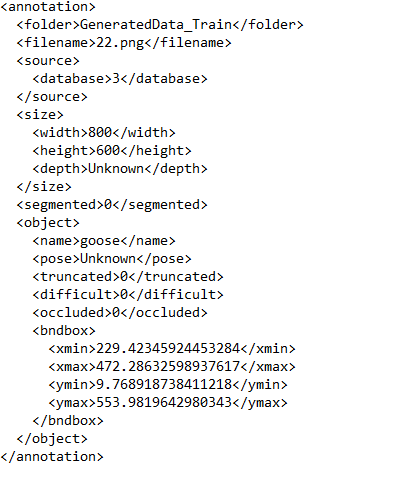 <annotation>
  <folder>GeneratedData_Train</folder>
  <filename>22.png</filename>
  <source>
    <database>3</database>
  </source>
  <size>
    <width>800</width>
    <height>600</height>
    <depth>Unknown</depth>
  </size>
  <segmented>0</segmented>
  <object>
    <name>goose</name>
    <pose>Unknown</pose>
    <truncated>0</truncated>
    <difficult>0</difficult>
    <occluded>0</occluded>
    <bndbox>
      <xmin>229.42345924453284</xmin>
      <xmax>472.28632598937617</xmax>
      <ymin>9.768918738411218</ymin>
      <ymax>553.9819642980343</ymax>
    </bndbox>
  </object>
</annotation>